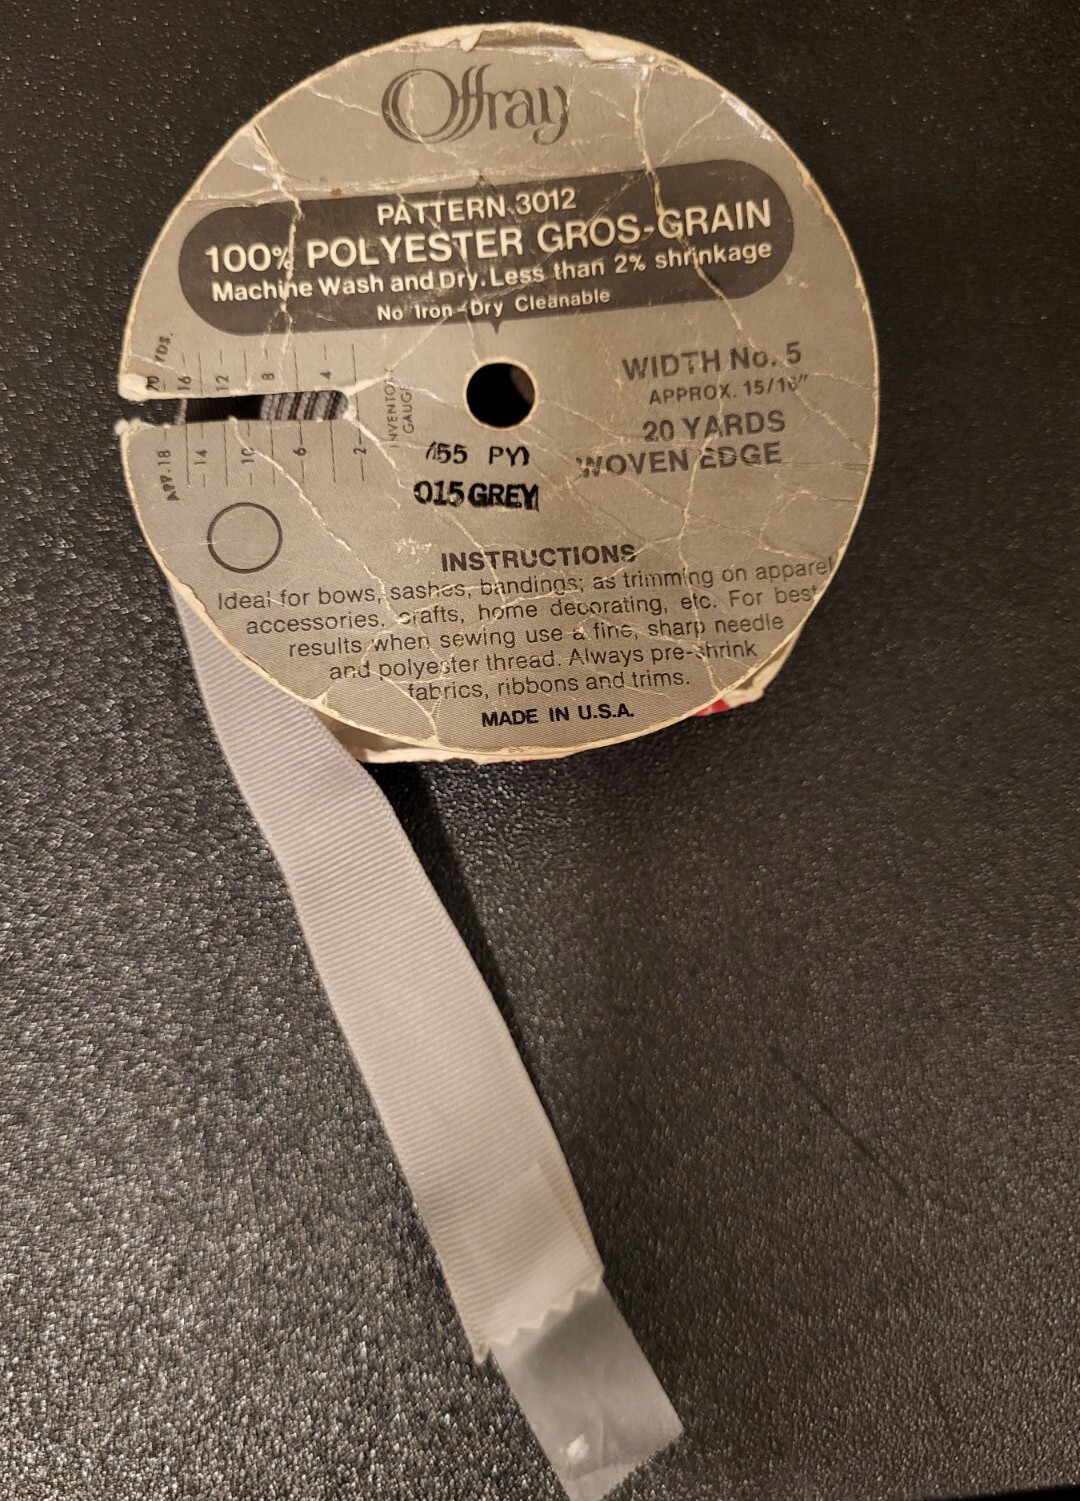 Offray
PATTERN 3012
100% POLYESTER GROS-GRAIN
Machine Wash and Dry. Less than 2% shrinkage
No Iron-Dry Cleanable
20 YDS.
16
12
8
4
INVENTORY
GAUGE
APP. 18
14
10
6
2
WIDTH No. 5
APPROX. 15/16"
20 YARDS
WOVEN EDGE
015 GREY
INSTRUCTIONS
Ideal for bows, sashes, bandings; as trimming on apparel
accessories. crafts, home decorating, etc. For best
results when sewing use a fine, sharp needle
and polyester thread. Always pre-shrink
fabrics, ribbons and trims.
MADE IN U.S.A.